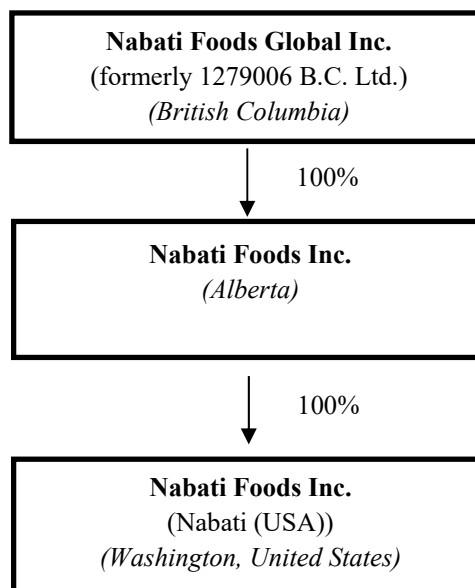 Nabati Foods Global Inc.
(formerly 1279006 B.C. Ltd.)
(British Columbia)
100%
Nabati Foods Inc.
(Alberta)
100%
Nabati Foods Inc.
(Nabati (USA))
(Washington, United States)